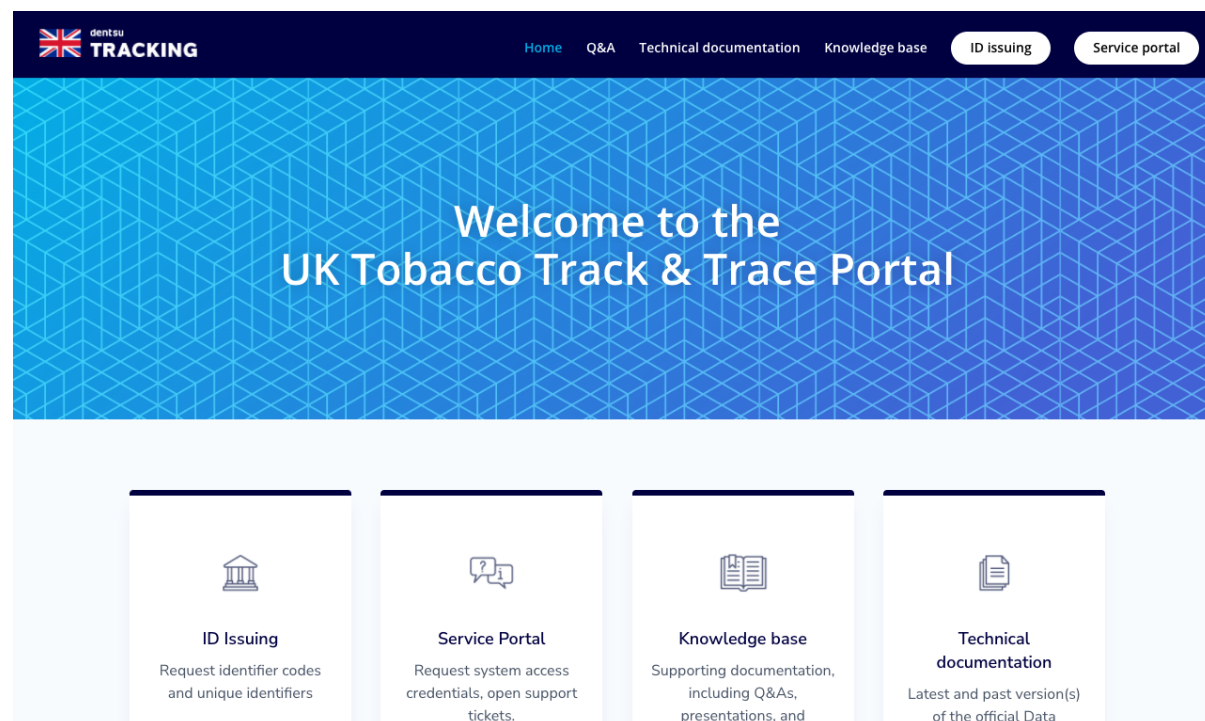 dentsu
TRACKING
Home Q&A Technical documentation Knowledge base ID issuing Service portal
Welcome to the
UK Tobacco Track & Trace Portal
ID Issuing
Request identifier codes
and unique identifiers
Service Portal
Request system access
credentials, open support
tickets.
Knowledge base
Supporting documentation,
including Q&As,
presentations, and
Technical
documentation
Latest and past version(s)
of the official Data